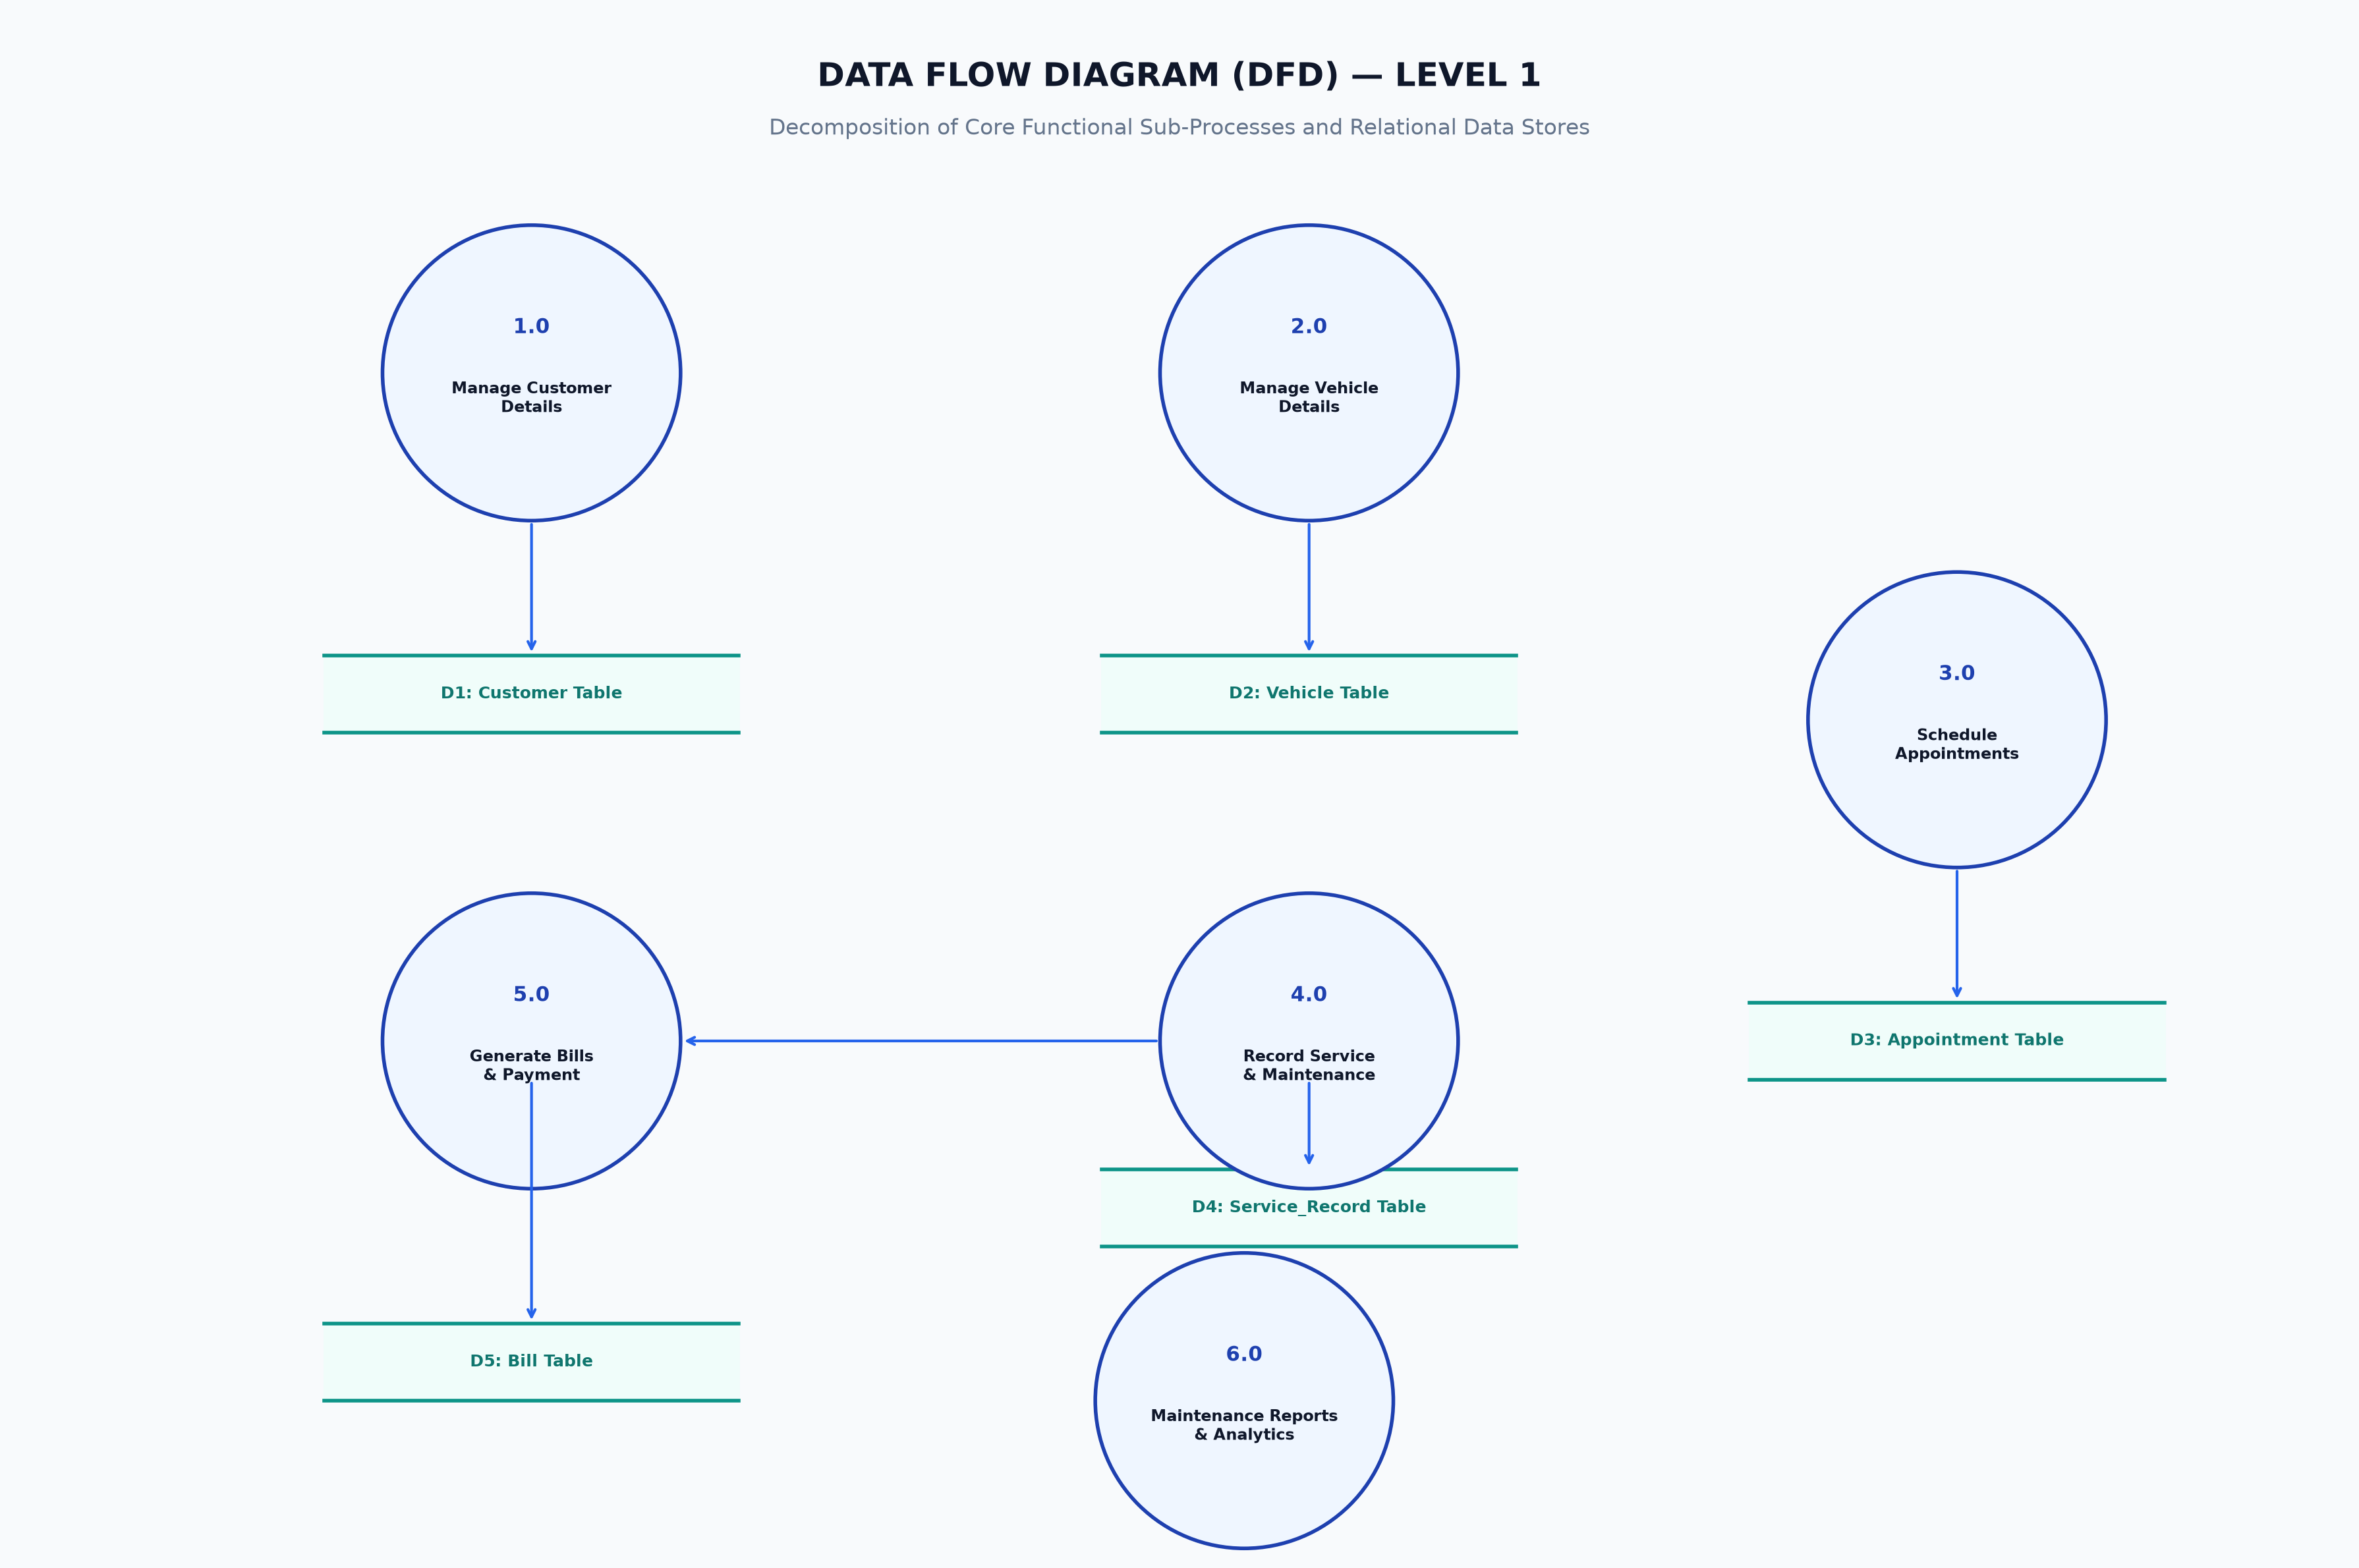 DATA FLOW DIAGRAM (DFD) — LEVEL 1
Decomposition of Core Functional Sub-Processes and Relational Data Stores
1.0
Manage Customer
Details
2.0
Manage Vehicle
Details
D1: Customer Table
D2: Vehicle Table
3.0
Schedule
Appointments
5.0
Generate Bills
& Payment
4.0
Record Service
& Maintenance
D3: Appointment Table
D4: Service_Record Table
D5: Bill Table
6.0
Maintenance Reports
& Analytics